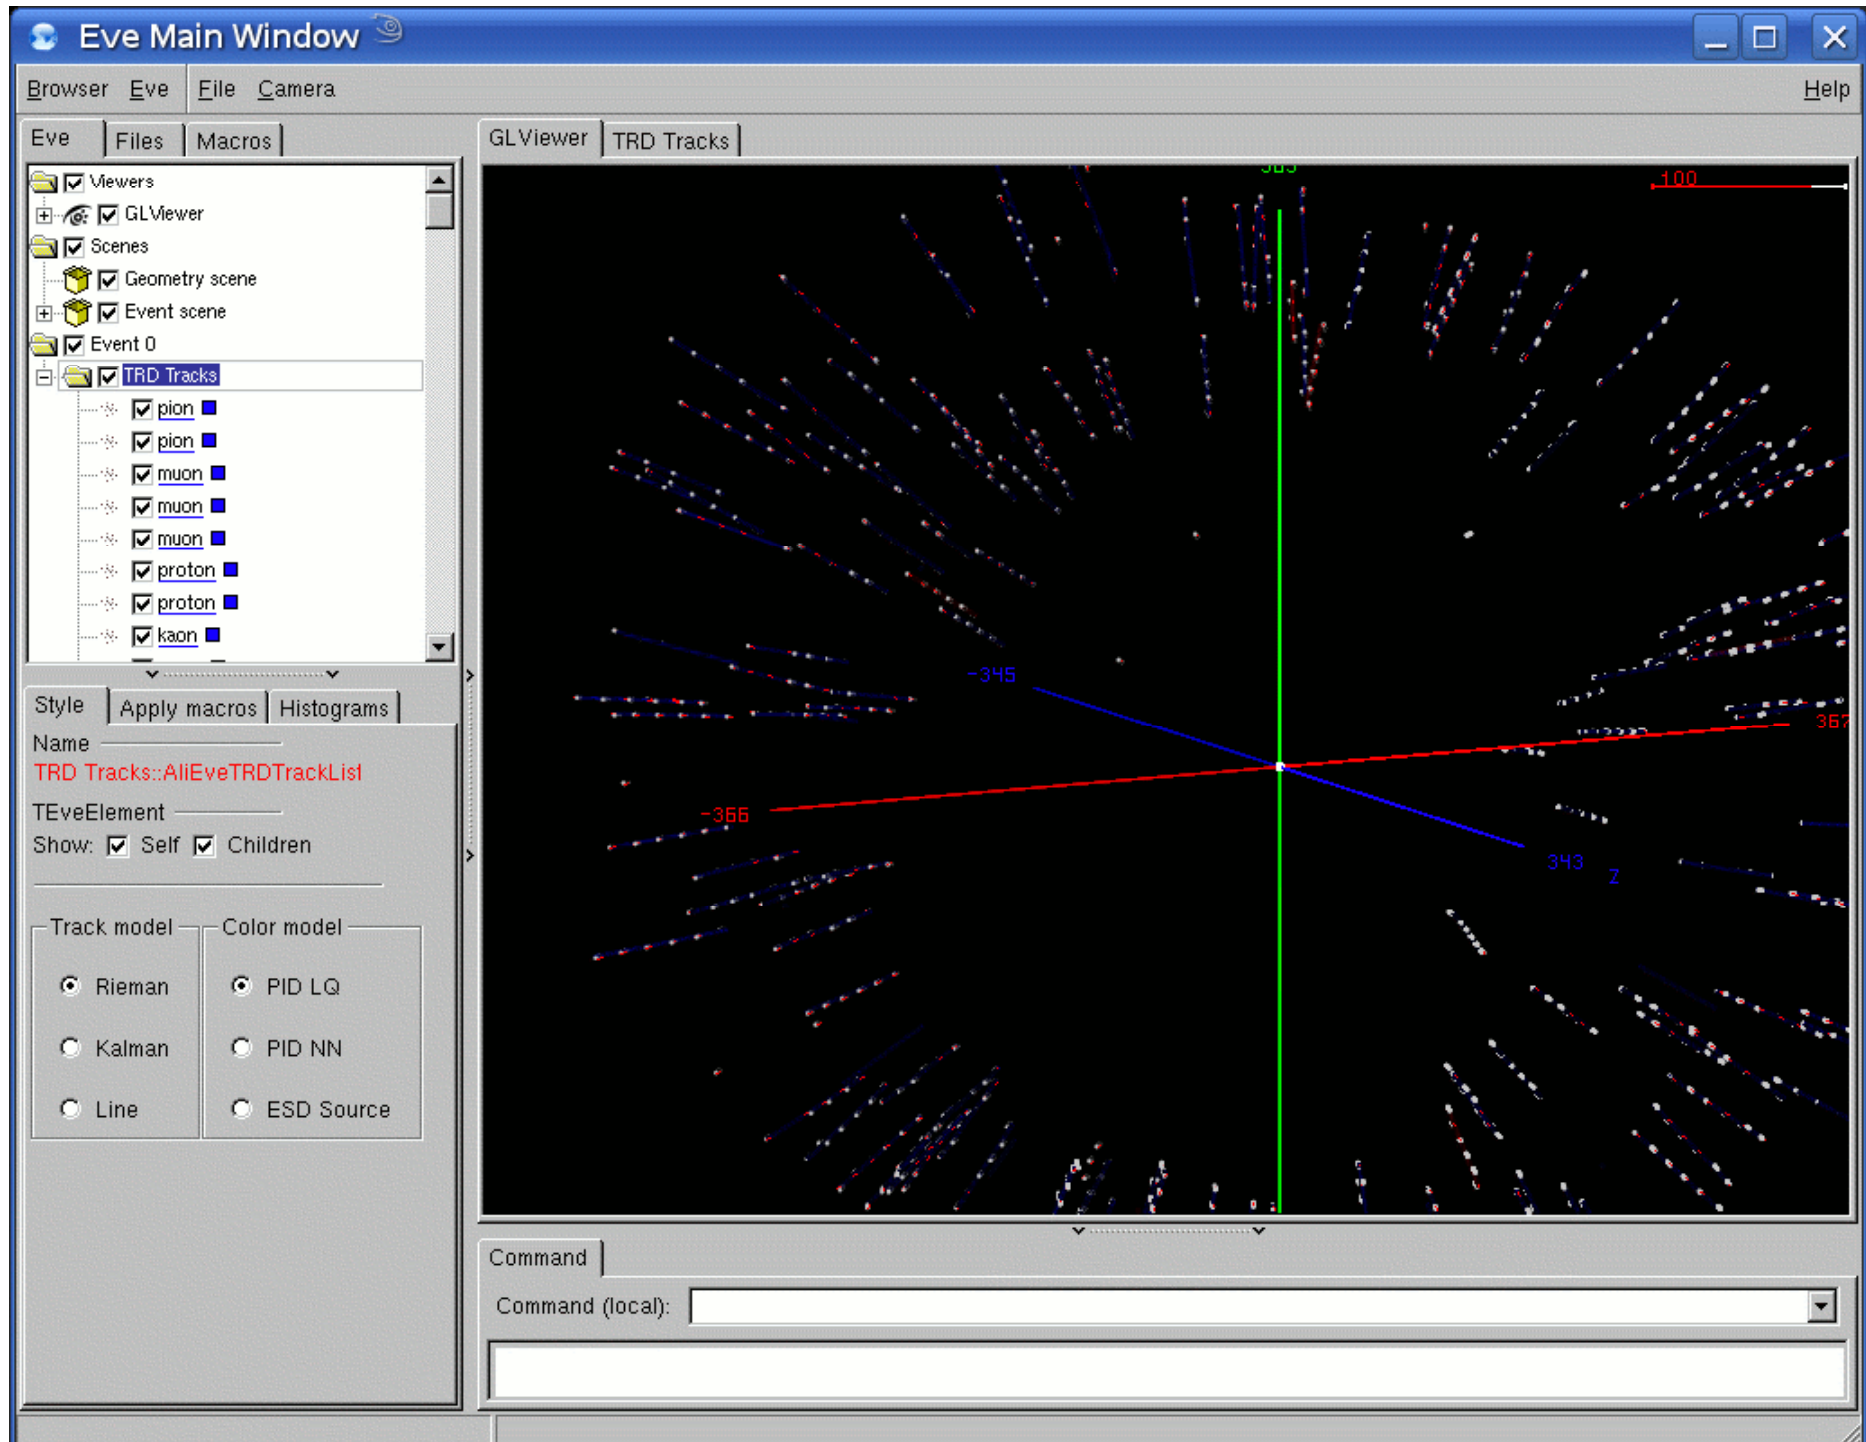 Eve Main Window
Browser Eve File Camera Help
Eve Files Macros
Viewers
GLViewer
Scenes
Geometry scene
Event scene
Event 0
TRD Tracks
pion
pion
muon
muon
muon
proton
proton
kaon
Style Apply macros Histograms
Name
TRD Tracks::AliEveTRDTrackList
TEveElement
Show: Self Children
Track model Color model
Rieman PID LQ
Kalman PID NN
Line ESD Source
GLViewer TRD Tracks
100
-345
367
-366
343 Z
Command
Command (local):